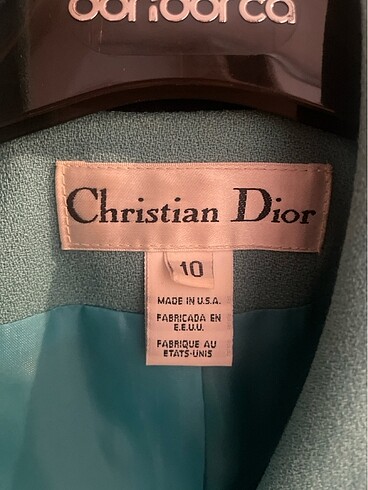 Christian Dior
10
MADE IN U.S.A.
FABRICADA EN
E.E.U.U.
FABRIQUE AU
ETATS-UNIS